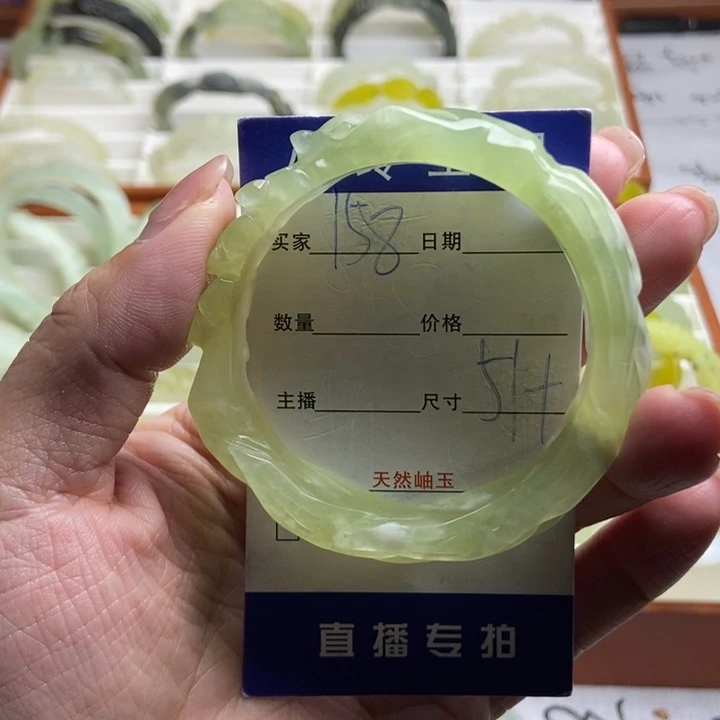 买家 158 日期
数量 价格
主播 尺寸 51+
天然岫玉
直播专拍